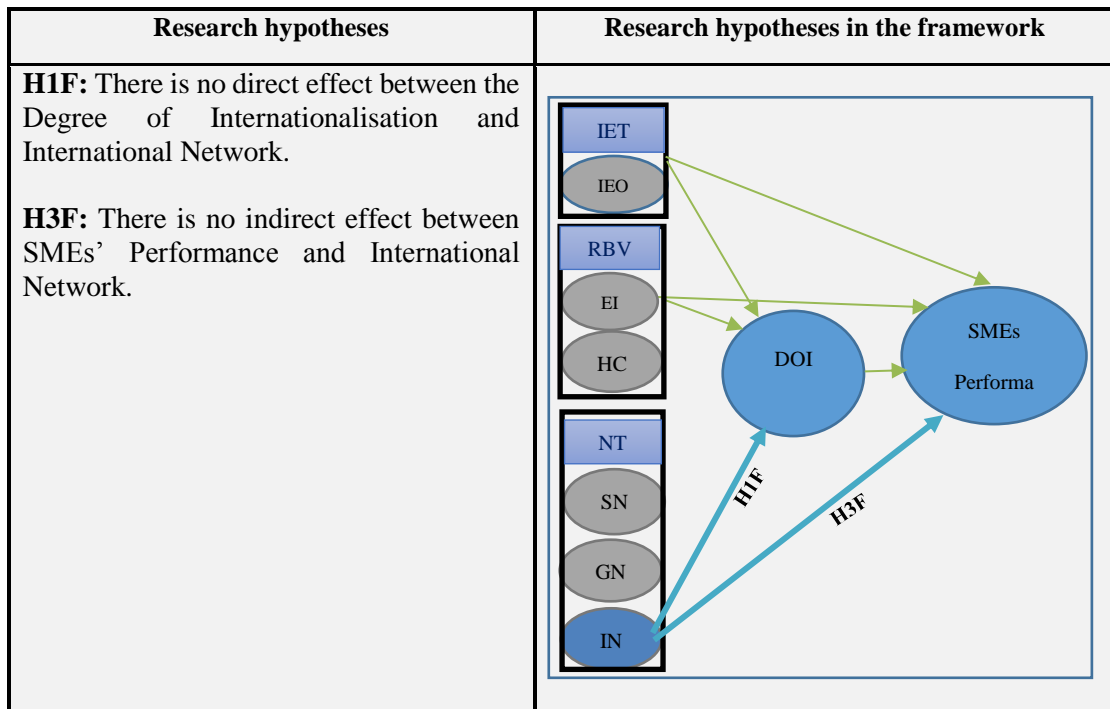 Research hypotheses
Research hypotheses in the framework
H1F: There is no direct effect between the
Degree of Internationalisation and
International Network.
H3F: There is no indirect effect between
SMEs’ Performance and International
Network.
IET
IEO
RBV
EI
HC
NT
SN
GN
IN
DOI
SMEs
Performa
H1F
H3F